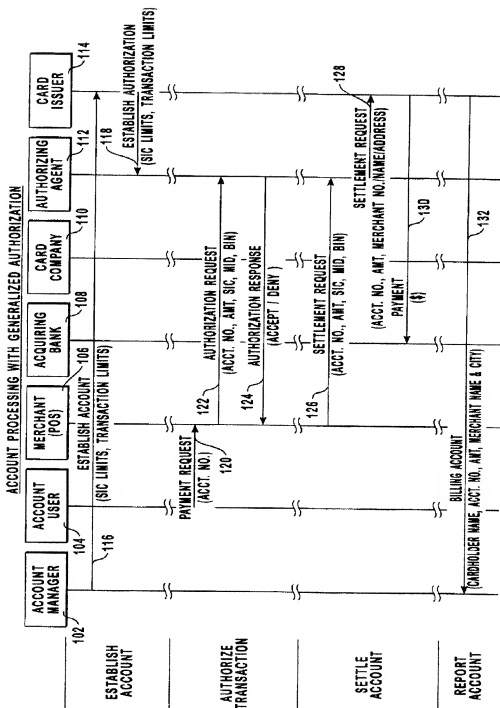 ACCOUNT PROCESSING WITH GENERALIZED AUTHORIZATION
ACCOUNT
MANAGER
102
ACCOUNT
USER
104
MERCHANT
(POS)
106
ACQUIRING
BANK
108
CARD
COMPANY
110
AUTHORIZING
AGENT
112
CARD
ISSUER
114
ESTABLISH
ACCOUNT
116
ESTABLISH ACCOUNT
(SIC LIMITS, TRANSACTION LIMITS)
118
ESTABLISH AUTHORIZATION
(SIC LIMITS, TRANSACTION LIMITS)
AUTHORIZE
TRANSACTION
PAYMENT REQUEST
(ACCT. NO.)
120
122
AUTHORIZATION REQUEST
(ACCT. NO., AMT, SIC, MID, BIN)
124
AUTHORIZATION RESPONSE
(ACCEPT / DENY)
SETTLE
ACCOUNT
126
SETTLEMENT REQUEST
(ACCT. NO., AMT, SIC, MID, BIN)
SETTLEMENT REQUEST
128
(ACCT. NO., AMT, MERCHANT NO./NAME/ADDRESS)
PAYMENT
($)
130
REPORT
ACCOUNT
BILLING ACCOUNT
132
(CARDHOLDER NAME, ACCT. NO., AMT, MERCHANT NAME & CITY)